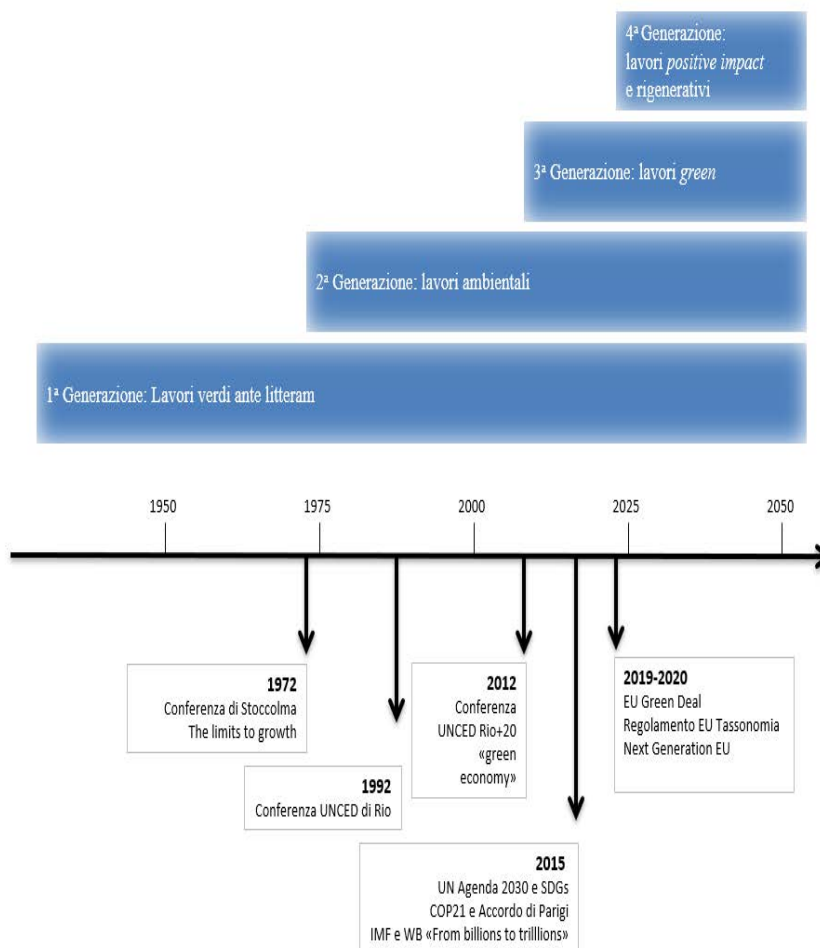 4ª Generazione:
lavori positive impact
e rigenerativi
3ª Generazione: lavori green
2ª Generazione: lavori ambientali
1ª Generazione: Lavori verdi ante litteram
1950
1975
2000
2025
2050
1972
Conferenza di Stoccolma
The limits to growth
1992
Conferenza UNCED di Rio
2012
Conferenza
UNCED Rio+20
«green
economy»
2015
UN Agenda 2030 e SDGs
COP21 e Accordo di Parigi
IMF e WB «From billions to trilllions»
2019-2020
EU Green Deal
Regolamento EU Tassonomia
Next Generation EU